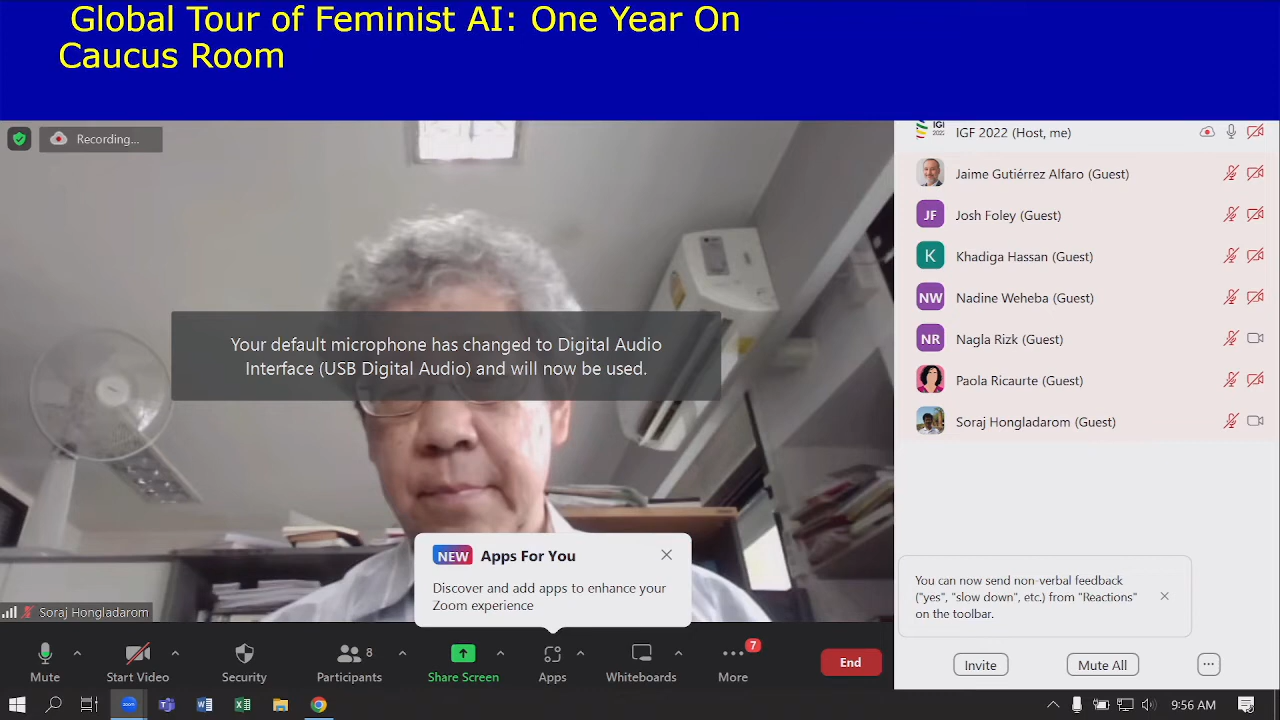 Global Tour of Feminist AI: One Year On
Caucus Room
Recording...
IGF 2022 (Host, me)
Jaime Gutiérrez Alfaro (Guest)
JF Josh Foley (Guest)
K Khadiga Hassan (Guest)
NW Nadine Weheba (Guest)
NR Nagla Rizk (Guest)
Paola Ricaurte (Guest)
Soraj Hongladarom (Guest)
Your default microphone has changed to Digital Audio
Interface (USB Digital Audio) and will now be used.
NEW Apps For You
Discover and add apps to enhance your
Zoom experience
You can now send non-verbal feedback
("yes", "slow down", etc.) from "Reactions"
on the toolbar.
Soraj Hongladarom
8
7
Mute
Start Video
Security
Participants
Share Screen
Apps
Whiteboards
More
End
Invite
Mute All
zoom
9:56 AM